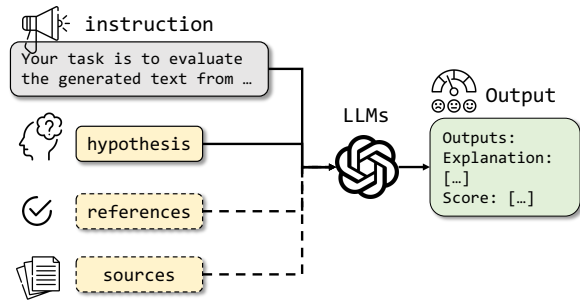 instruction
Your task is to evaluate
the generated text from …
hypothesis
references
sources
LLMs
Output
Outputs:
Explanation:
[…]
Score: […]